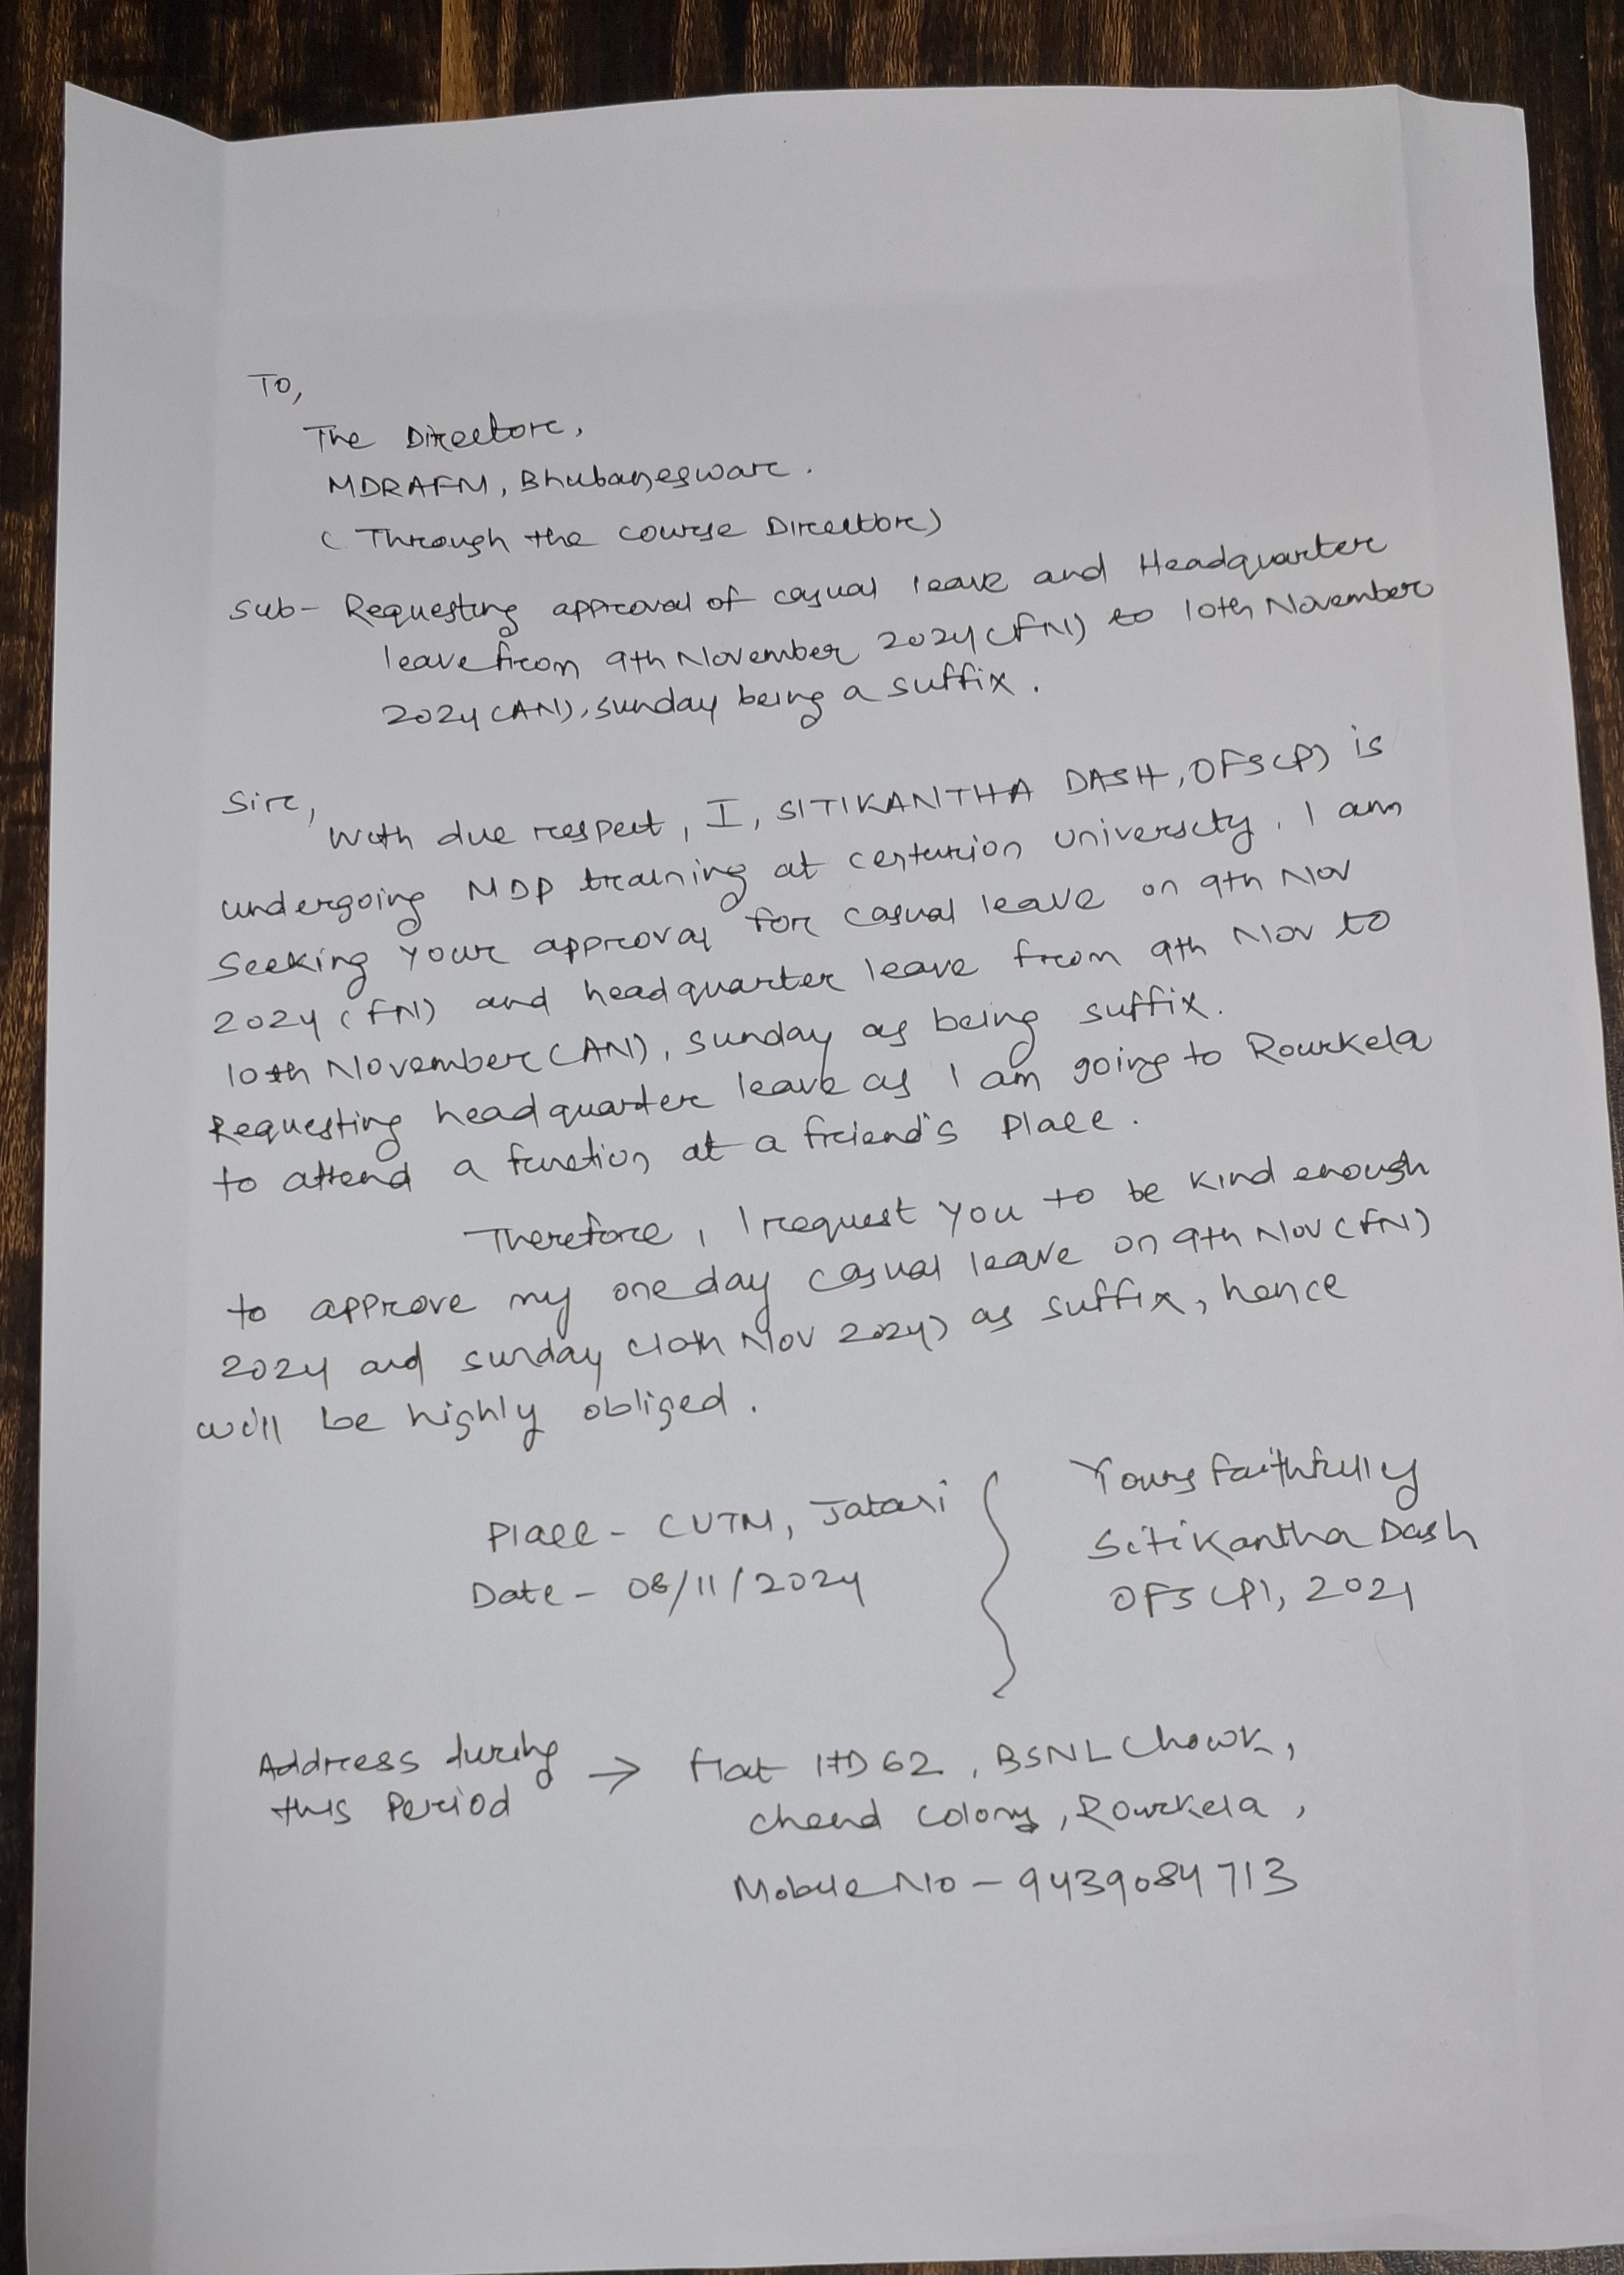 To,
The Director,
MDRAFM, Bhubaneswar.
(Through the course Director)
Sub- Requesting approval of casual leave and Headquarter
leave from 9th November 2024 (FN) to 10th November
2024 (AN), Sunday being a suffix.
Sir,
With due respect, I, SITIKANTHA DASH, OFS(P) is
undergoing MDP training at centurion university. I am
Seeking your approval for casual leave on 9th Nov
2024 (FN) and headquarter leave from 9th Nov to
10th November (AN), Sunday as being suffix.
Requesting headquarter leave as I am going to Rourkela
to attend a function at a friend's place.
Therefore, I request you to be kind enough
to approve my one day casual leave on 9th Nov (FN)
2024 and sunday (10th Nov 2024) as suffix, hence
will be highly obliged.
Place - CUTM, Jatani
Date - 08/11/2024
Yours faithfully
Sitikantha Dash
OFS (P), 2021
Address during
this Period
→ Flat HD 62, BSNL Chowk,
Chend Colony, Rourkela,
Mobile No - 9439084713